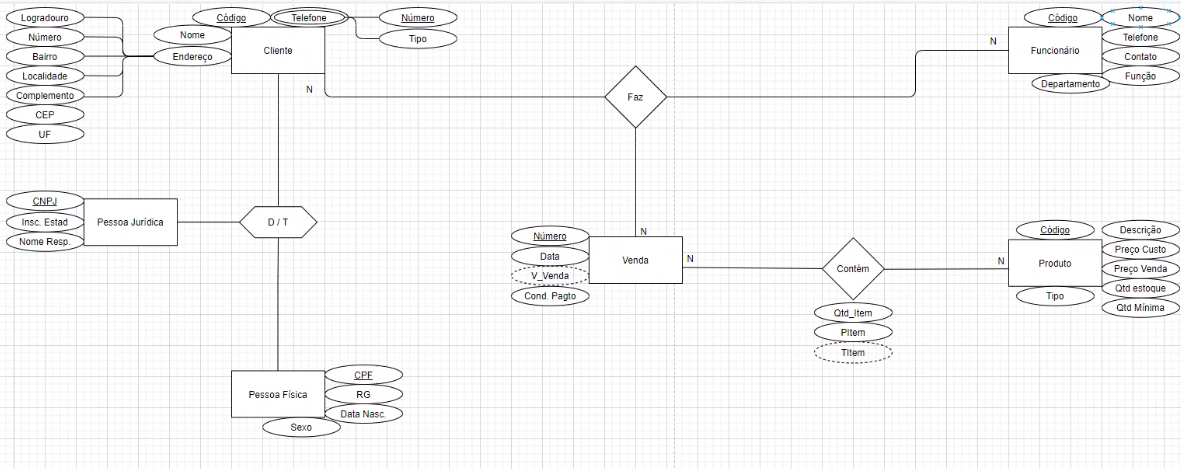 Logradouro
Número
Bairro
Localidade
Complemento
CEP
UF
Código
Telefone
Nome
Endereço
Cliente
Número
Tipo
N
Faz
N
Código
Nome
Telefone
Contato
Função
Funcionário
Departamento
CNPJ
Insc. Estad
Nome Resp.
Pessoa Jurídica
D / T
Número
Data
V_Venda
Cond. Pagto
N
Venda
N
Contém
Qtd_Item
PItem
TItem
N
Código
Produto
Tipo
Descrição
Preço Custo
Preço Venda
Qtd estoque
Qtd Mínima
Pessoa Física
CPF
RG
Data Nasc.
Sexo